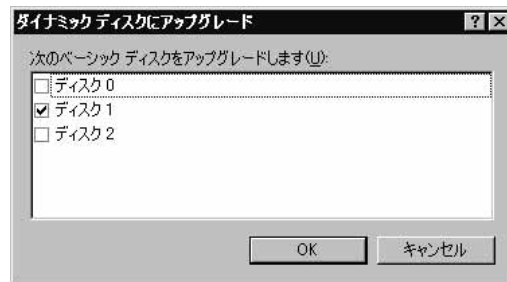 ダイナミック ディスクにアップグレード
次のベーシック ディスクをアップグレードします(U):
ディスク 0
ディスク 1
ディスク 2
OK キャンセル